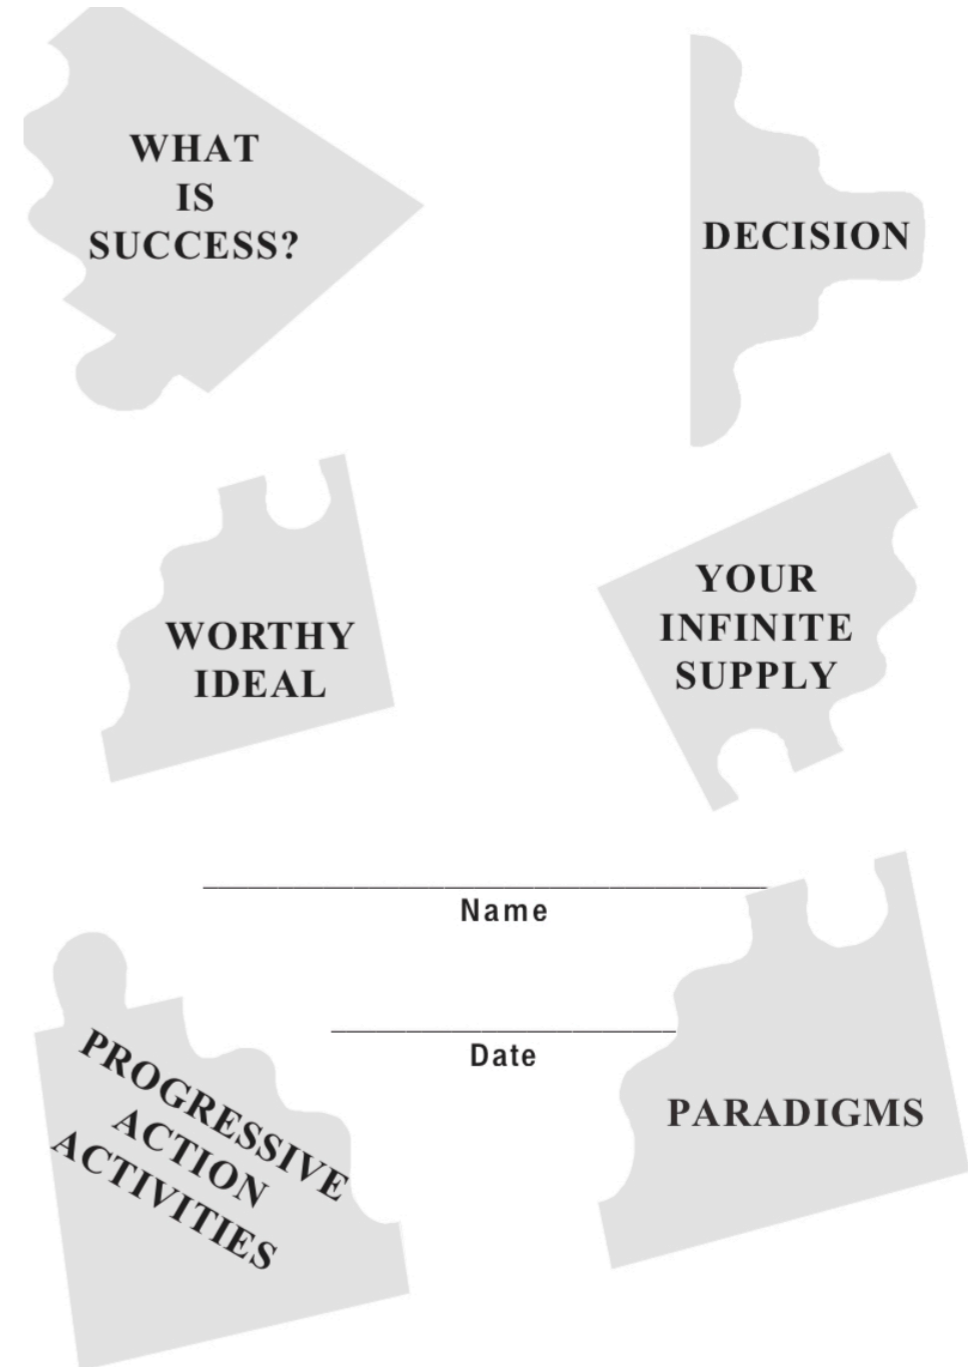 WHAT
IS
SUCCESS?
DECISION
WORTHY
IDEAL
YOUR
INFINITE
SUPPLY
Name
Date
PROGRESSIVE
ACTION
ACTIVITIES
PARADIGMS